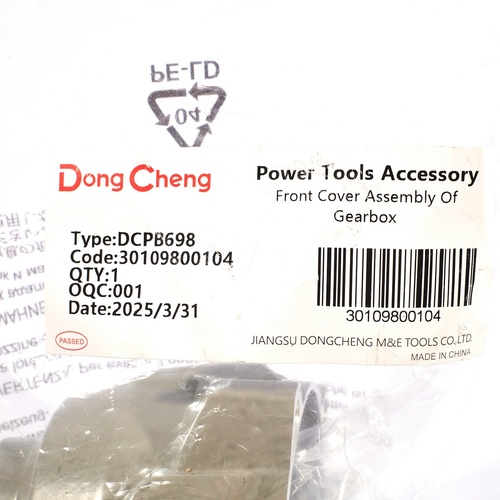 PE-LD
04
Dong Cheng
Power Tools Accessory
Front Cover Assembly Of
Gearbox
Type:DCPB698
Code:30109800104
QTY:1
OQC:001
Date:2025/3/31
30109800104
PASSED
JIANGSU DONGCHENG M&E TOOLS CO.,LTD.
MADE IN CHINA